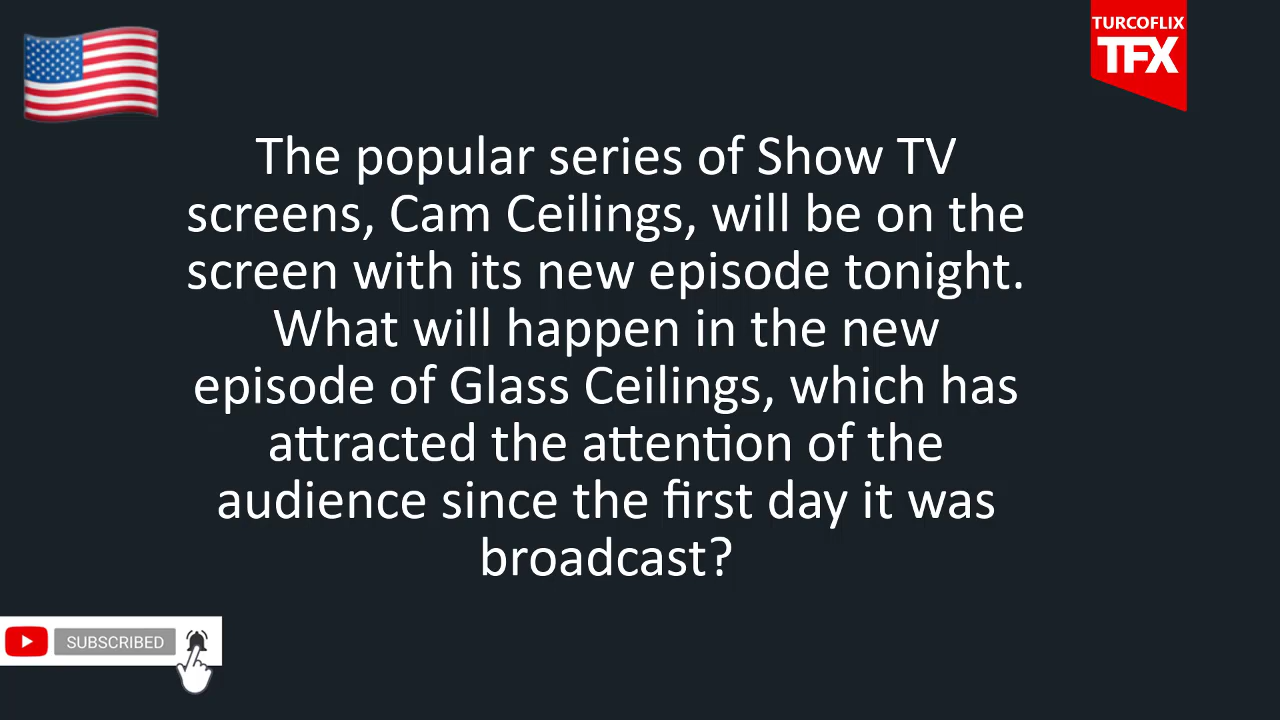 TURCOFLIX
TFX
The popular series of Show TV
screens, Cam Ceilings, will be on the
screen with its new episode tonight.
What will happen in the new
episode of Glass Ceilings, which has
attracted the attention of the
audience since the first day it was
broadcast?
SUBSCRIBED